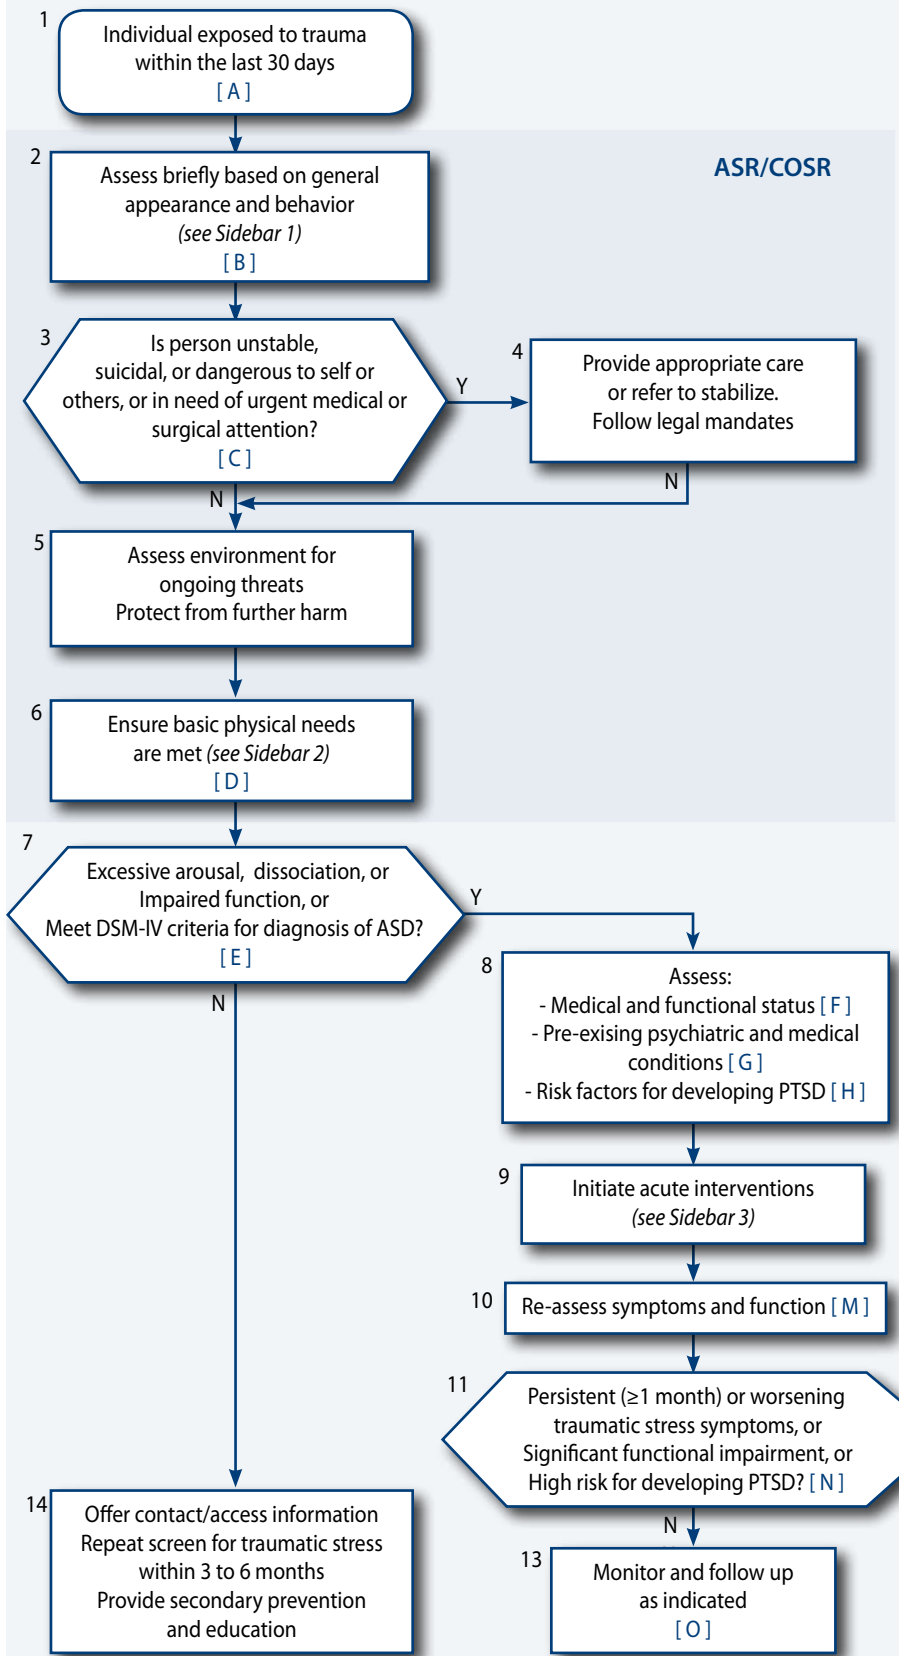 1
Individual exposed to trauma
within the last 30 days
[ A ]
ASR/COSR
2
Assess briefly based on general
appearance and behavior
(see Sidebar 1)
[ B ]
3
Is person unstable,
suicidal, or dangerous to self or
others, or in need of urgent medical or
surgical attention?
[ C ]
Y
4
Provide appropriate care
or refer to stabilize.
Follow legal mandates
N
N
5
Assess environment for
ongoing threats
Protect from further harm
6
Ensure basic physical needs
are met (see Sidebar 2)
[ D ]
7
Excessive arousal, dissociation, or
Impaired function, or
Meet DSM-IV criteria for diagnosis of ASD?
[ E ]
Y
N
8
Assess:
- Medical and functional status [ F ]
- Pre-exising psychiatric and medical
conditions [ G ]
- Risk factors for developing PTSD [ H ]
9
Initiate acute interventions
(see Sidebar 3)
10
Re-assess symptoms and function [ M ]
11
Persistent (≥1 month) or worsening
traumatic stress symptoms, or
Significant functional impairment, or
High risk for developing PTSD? [ N ]
N
14
Offer contact/access information
Repeat screen for traumatic stress
within 3 to 6 months
Provide secondary prevention
and education
13
Monitor and follow up
as indicated
[ O ]